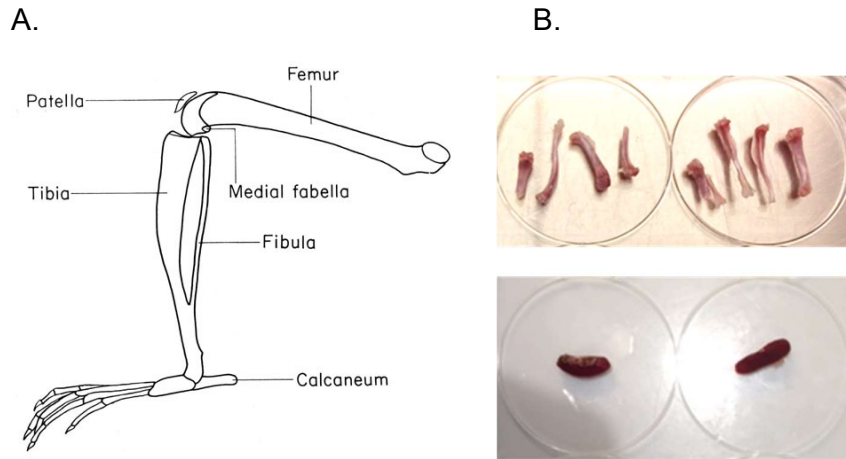 A.
B.
Femur
Patella
Medial fabella
Tibia
Fibula
Calcaneum